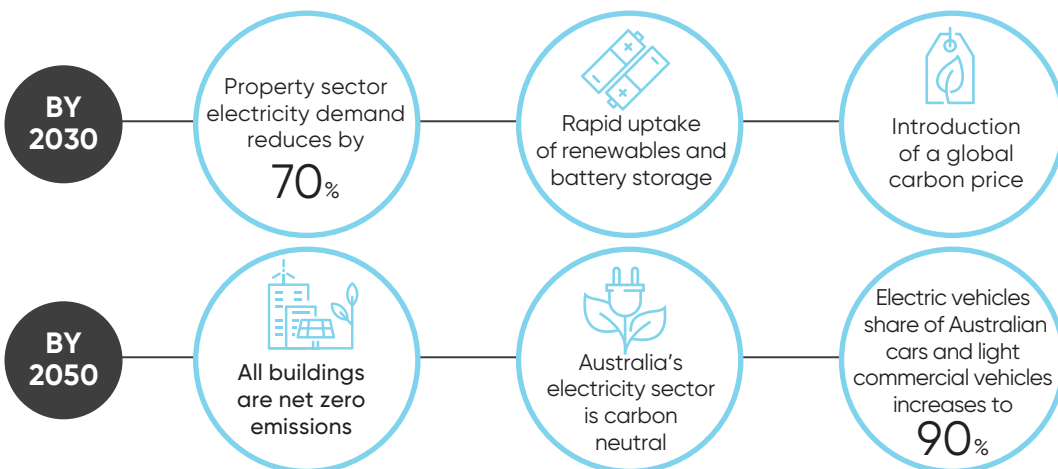 BY
2030
Property sector
electricity demand
reduces by
70%
Rapid uptake
of renewables and
battery storage
Introduction
of a global
carbon price
BY
2050
All buildings
are net zero
emissions
Australia's
electricity sector
is carbon
neutral
Electric vehicles
share of Australian
cars and light
commercial vehicles
increases to
90%